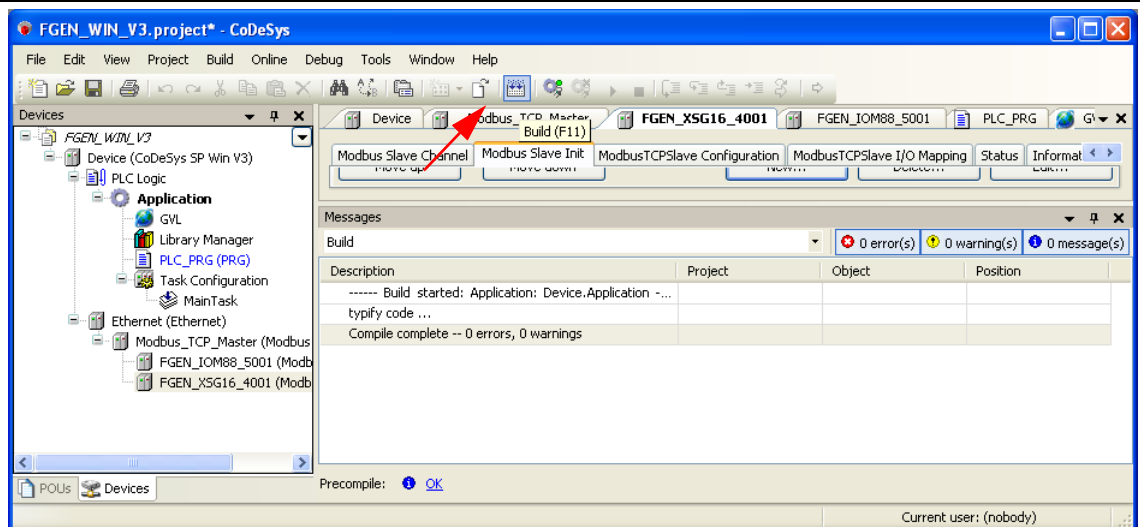 FGEN_WIN_V3.project* - CoDeSys
File Edit View Project Build Online Debug Tools Window Help
Devices
FGEN_WIN_V3
Device (CoDeSys SP Win V3)
PLC Logic
Application
GVL
Library Manager
PLC_PRG (PRG)
Task Configuration
MainTask
Ethernet (Ethernet)
Modbus_TCP_Master (Modbus
FGEN_IOM88_5001 (Modb
FGEN_XSG16_4001 (Modb
POUs Devices
Device Modbus_TCP_Master FGEN_XSG16_4001 FGEN_IOM88_5001 PLC_PRG
Build (F11)
Modbus Slave Channel Modbus Slave Init ModbusTCPSlave Configuration ModbusTCPSlave I/O Mapping Status Informat
Move up Move down New... Delete... Edit...
Messages
Build 0 error(s) 0 warning(s) 0 message(s)
Description Project Object Position
------ Build started: Application: Device.Application -...
typify code ...
Compile complete -- 0 errors, 0 warnings
Precompile: OK
Current user: (nobody)